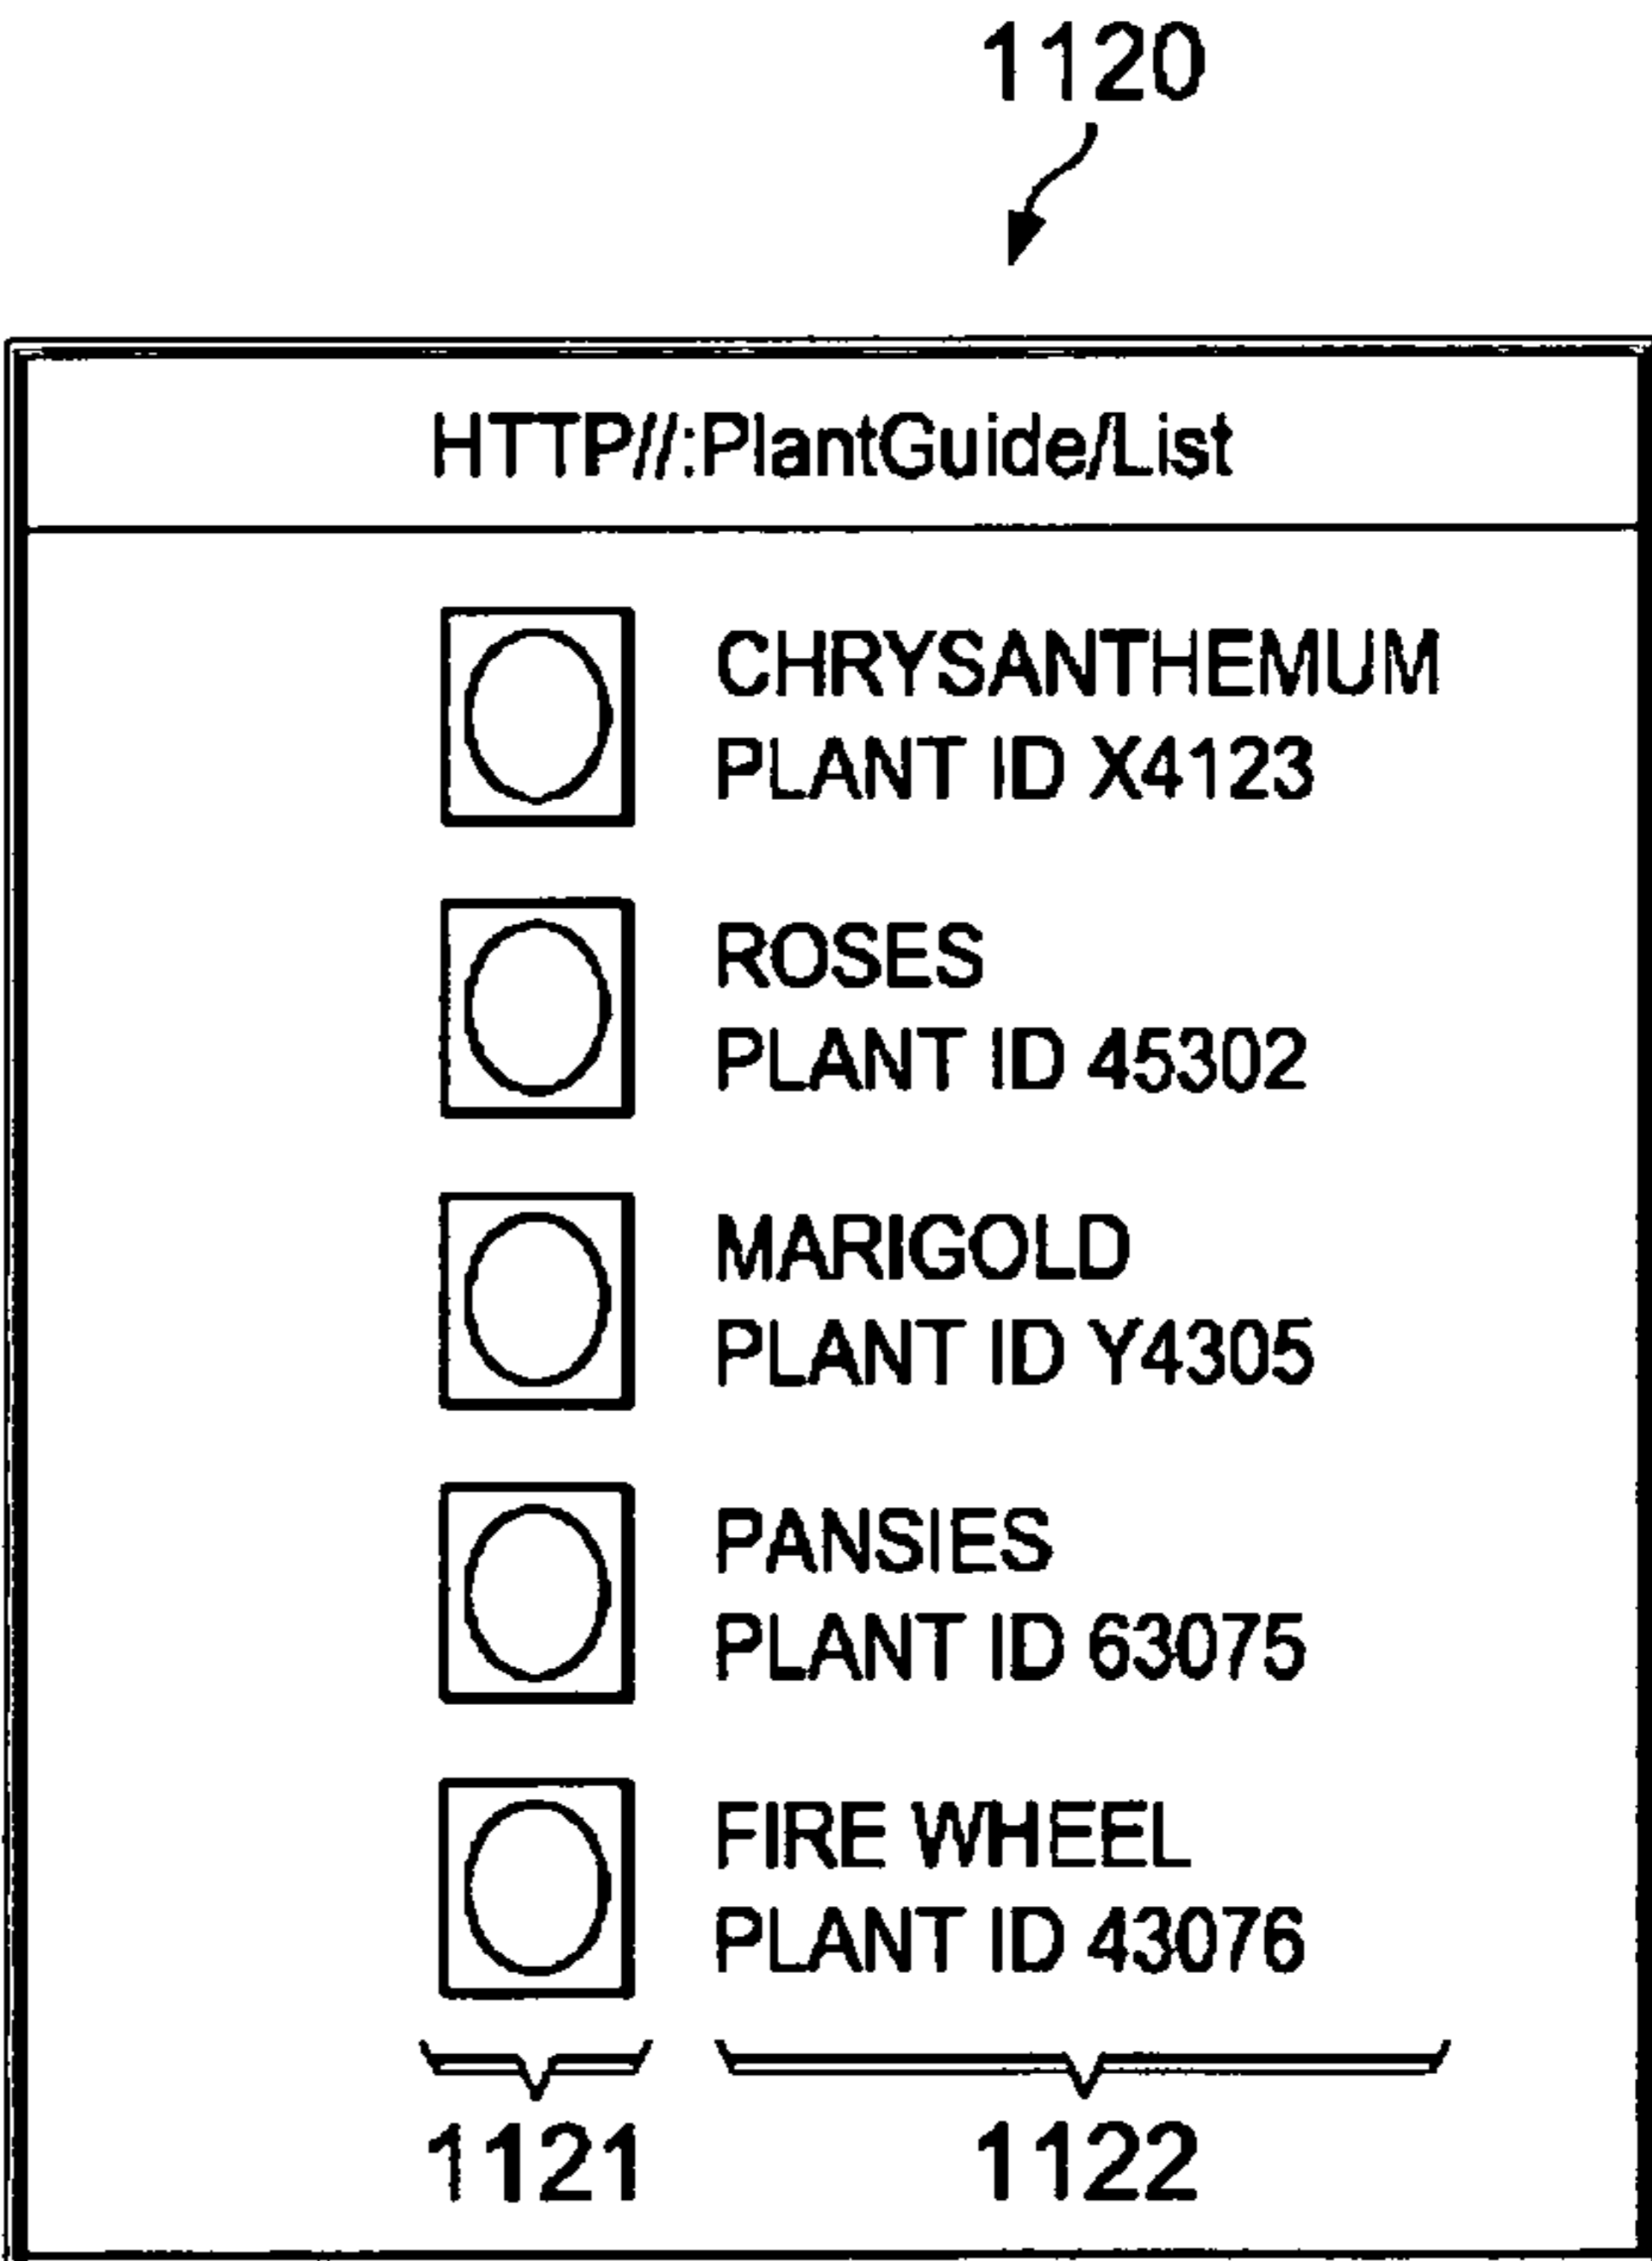 1120
HTTP//:PlantGuide/List
CHRYSANTHEMUM
PLANT ID X4123
ROSES
PLANT ID 45302
MARIGOLD
PLANT ID Y4305
PANSIES
PLANT ID 63075
FIRE WHEEL
PLANT ID 43076
1121 1122